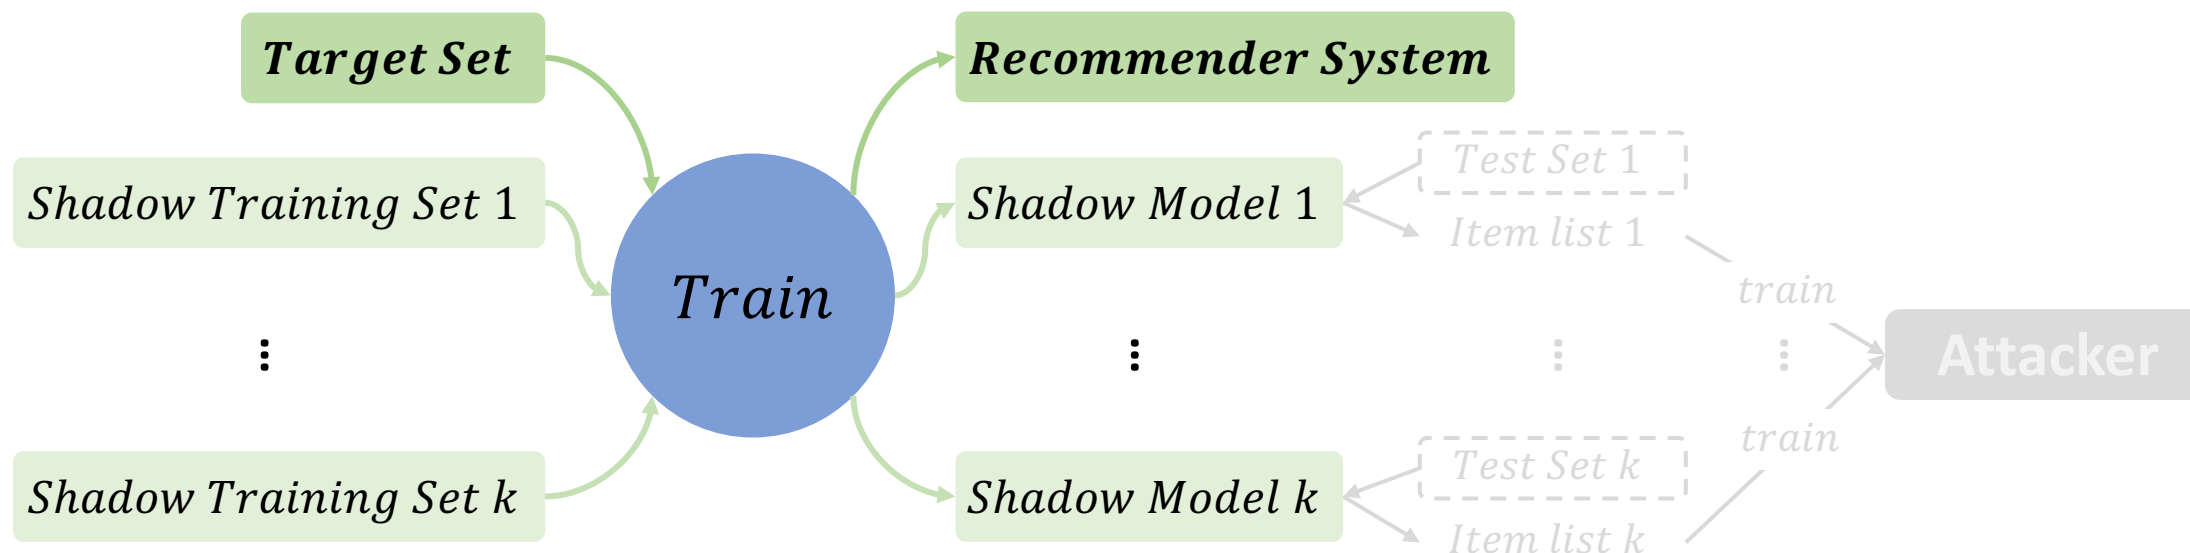 Target Set
Recommender System
Shadow Training Set 1
Shadow Model 1
Test Set 1
Item list 1
Train
train
⋮
⋮
⋮
⋮
Attacker
train
Shadow Training Set k
Shadow Model k
Test Set k
Item list k